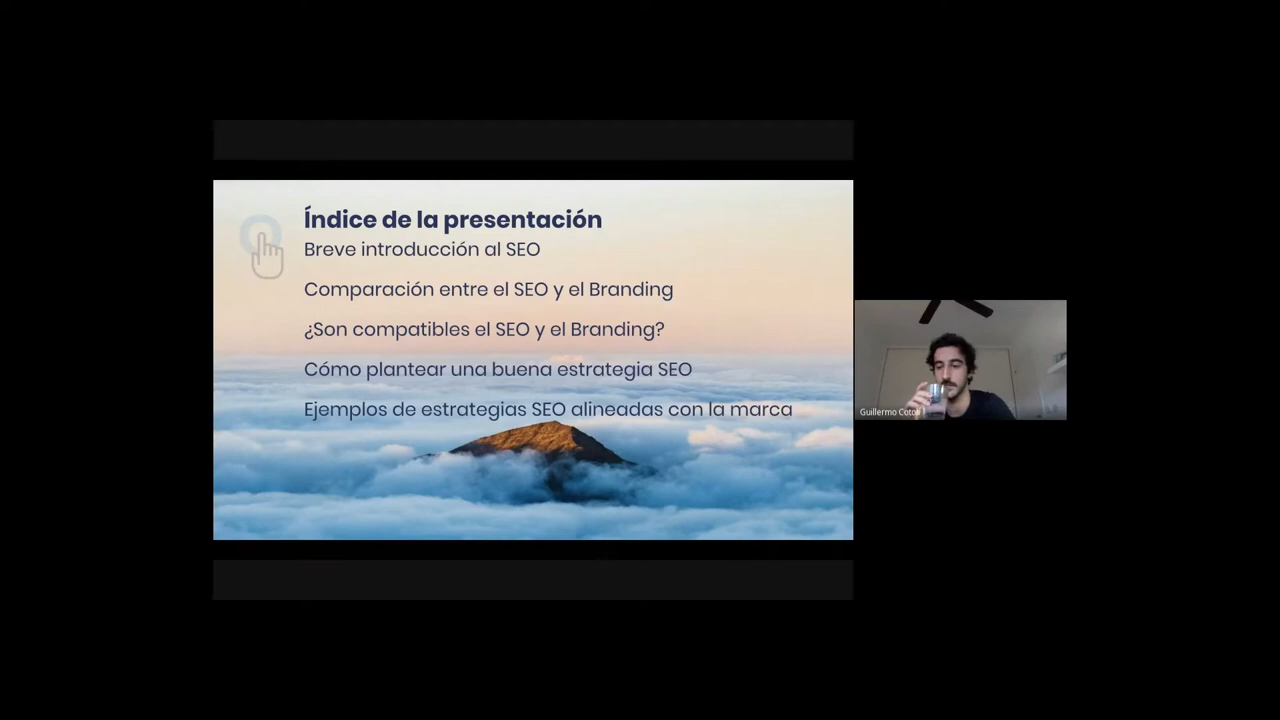 Índice de la presentación
Breve introducción al SEO
Comparación entre el SEO y el Branding
¿Son compatibles el SEO y el Branding?
Cómo plantear una buena estrategia SEO
Ejemplos de estrategias SEO alineadas con la marca
Guillermo